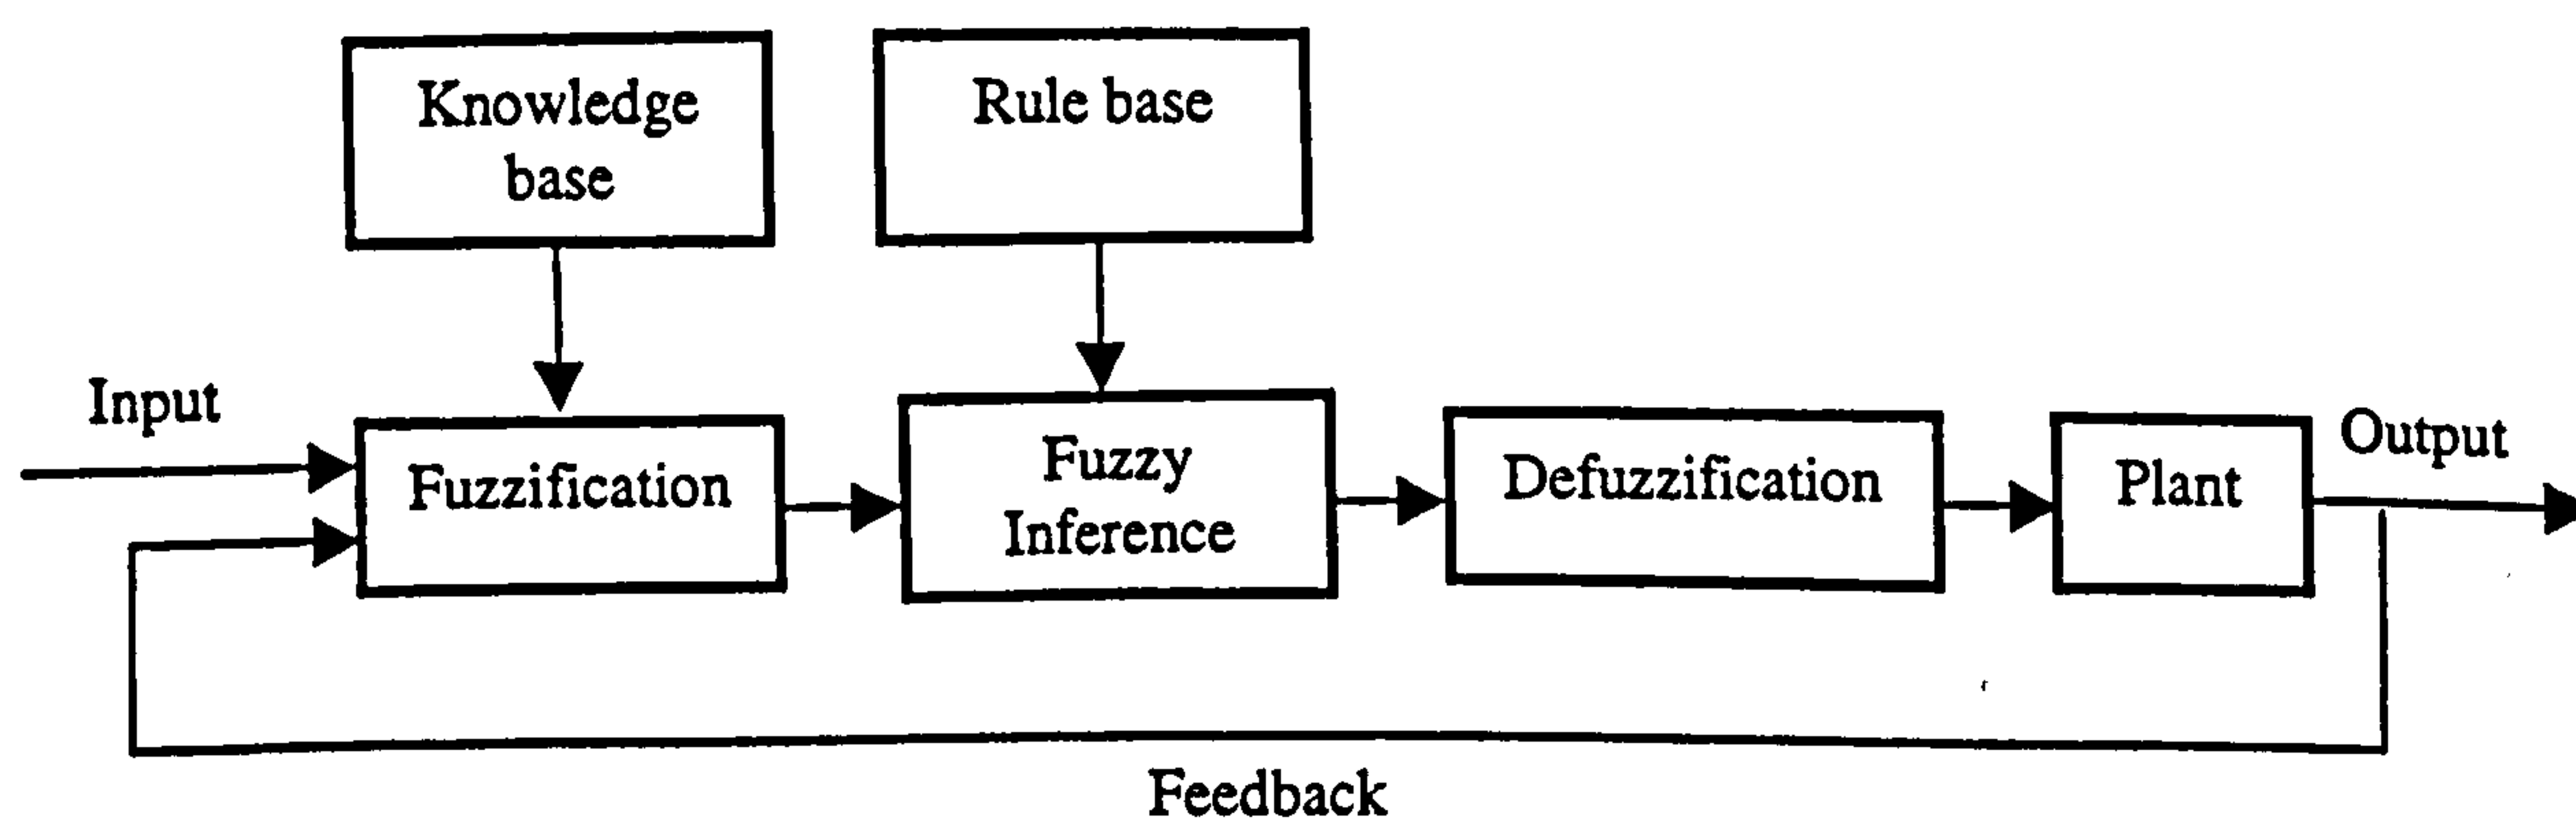 Knowledge
base
Rule base
Input
Fuzzification
Fuzzy
Inference
Defuzzification
Plant
Output
Feedback